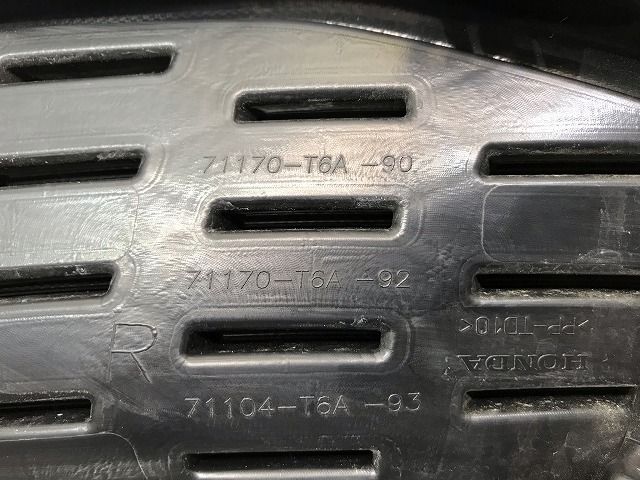 71170-T6A -90
71170-T6A -92
>PP-TD10<
HONDA
R
71104-T6A -93